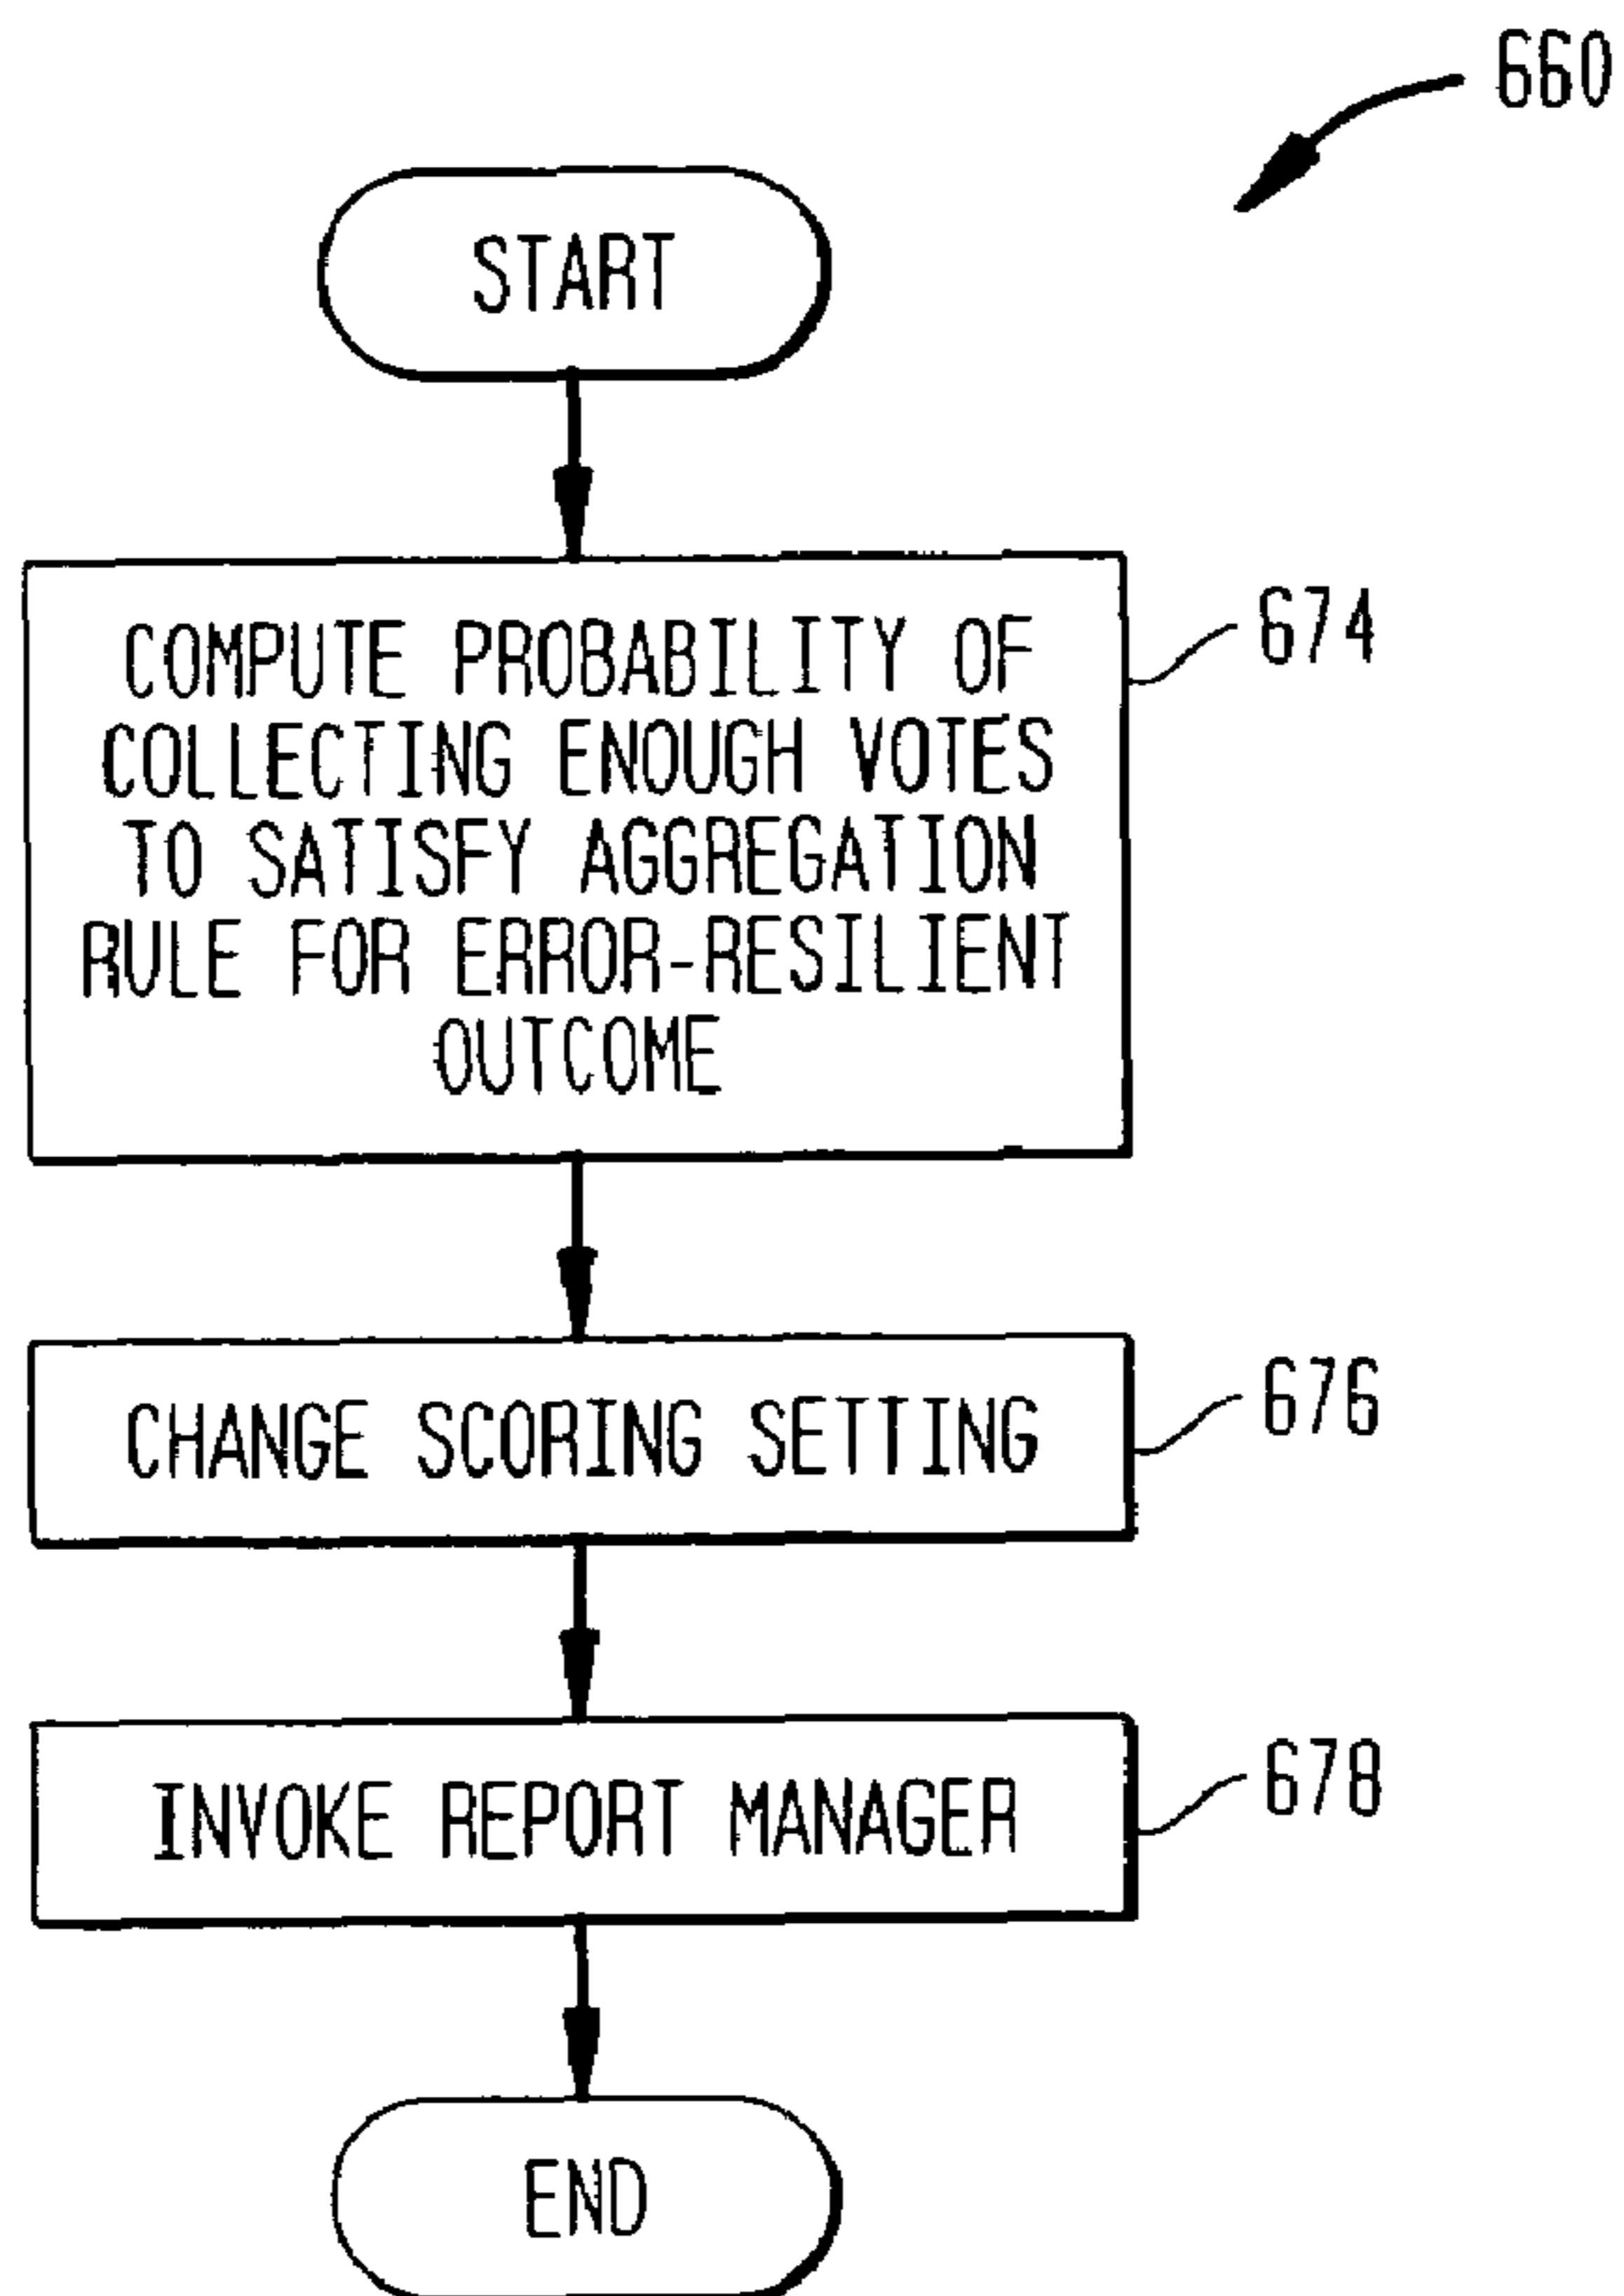 660
START
COMPUTE PROBABILITY OF
COLLECTING ENOUGH VOTES
TO SATISFY AGGREGATION
RULE FOR ERROR-RESILIENT
OUTCOME
674
CHANGE SCORING SETTING
676
INVOKE REPORT MANAGER
678
END